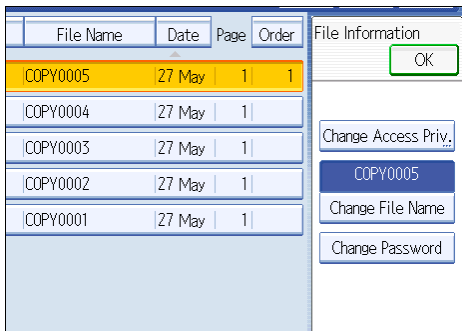 File Name Date Page Order
COPY0005 27 May 1 1
COPY0004 27 May 1
COPY0003 27 May 1
COPY0002 27 May 1
COPY0001 27 May 1
File Information
OK
Change Access Priv..
COPY0005
Change File Name
Change Password